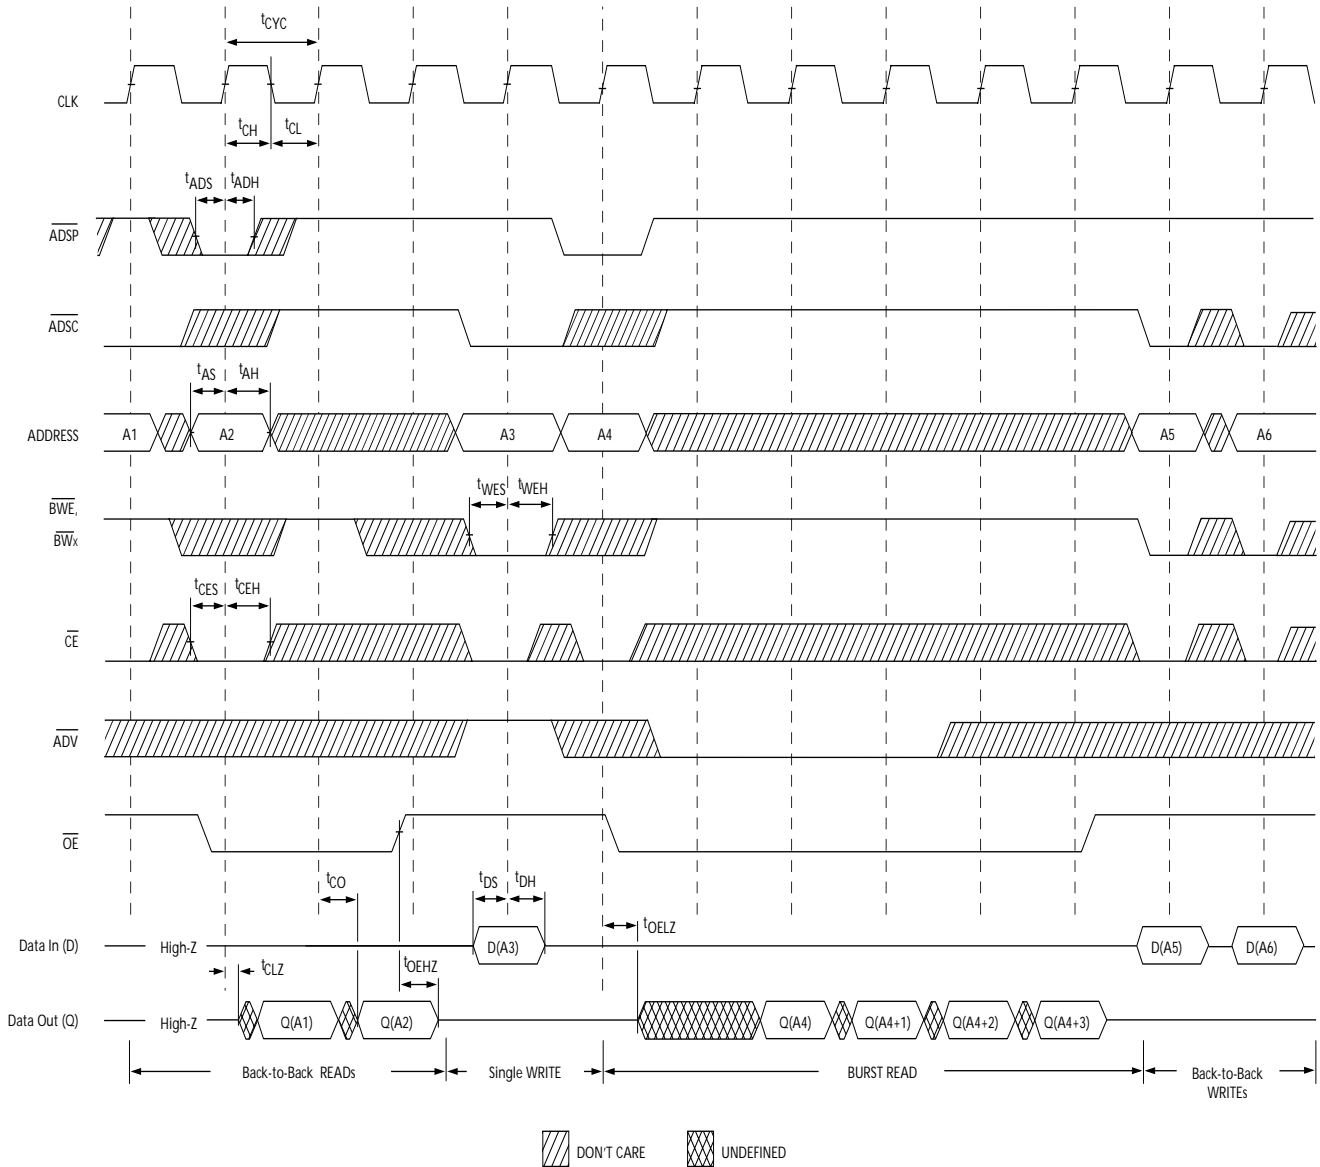 tCYC
CLK
tCH tCL
tADS tADH
ADSP
ADSC
tAS tAH
ADDRESS A1 A2 A3 A4 A5 A6
tWES tWEH
BWE,
BWx
tCES tCEH
CE
ADV
OE
tCO tDS tDH
tOELZ
Data In (D) High-Z D(A3) D(A5) D(A6)
tCLZ tOEHZ
Data Out (Q) High-Z Q(A1) Q(A2) Q(A4) Q(A4+1) Q(A4+2) Q(A4+3)
Back-to-Back READs Single WRITE BURST READ Back-to-Back
WRITEs
DON'T CARE UNDEFINED